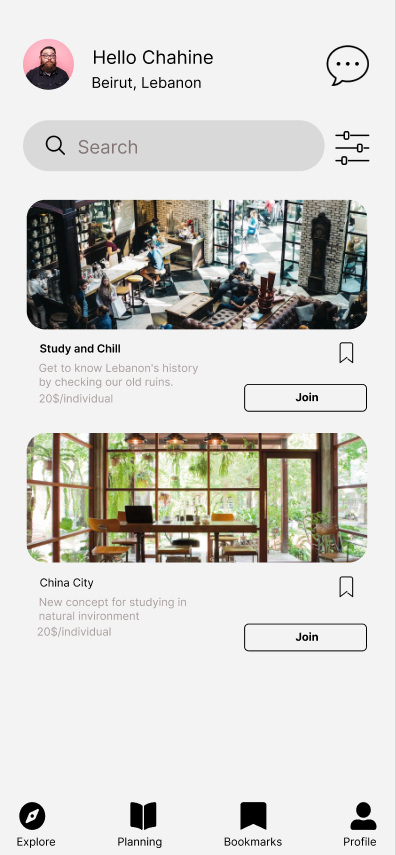 Hello Chahine
Beirut, Lebanon
Search
Study and Chill
Get to know Lebanon's history
by checking our old ruins.
20$/individual
Join
China City
New concept for studying in
natural invironment
20$/individual
Join
Explore
Planning
Bookmarks
Profile